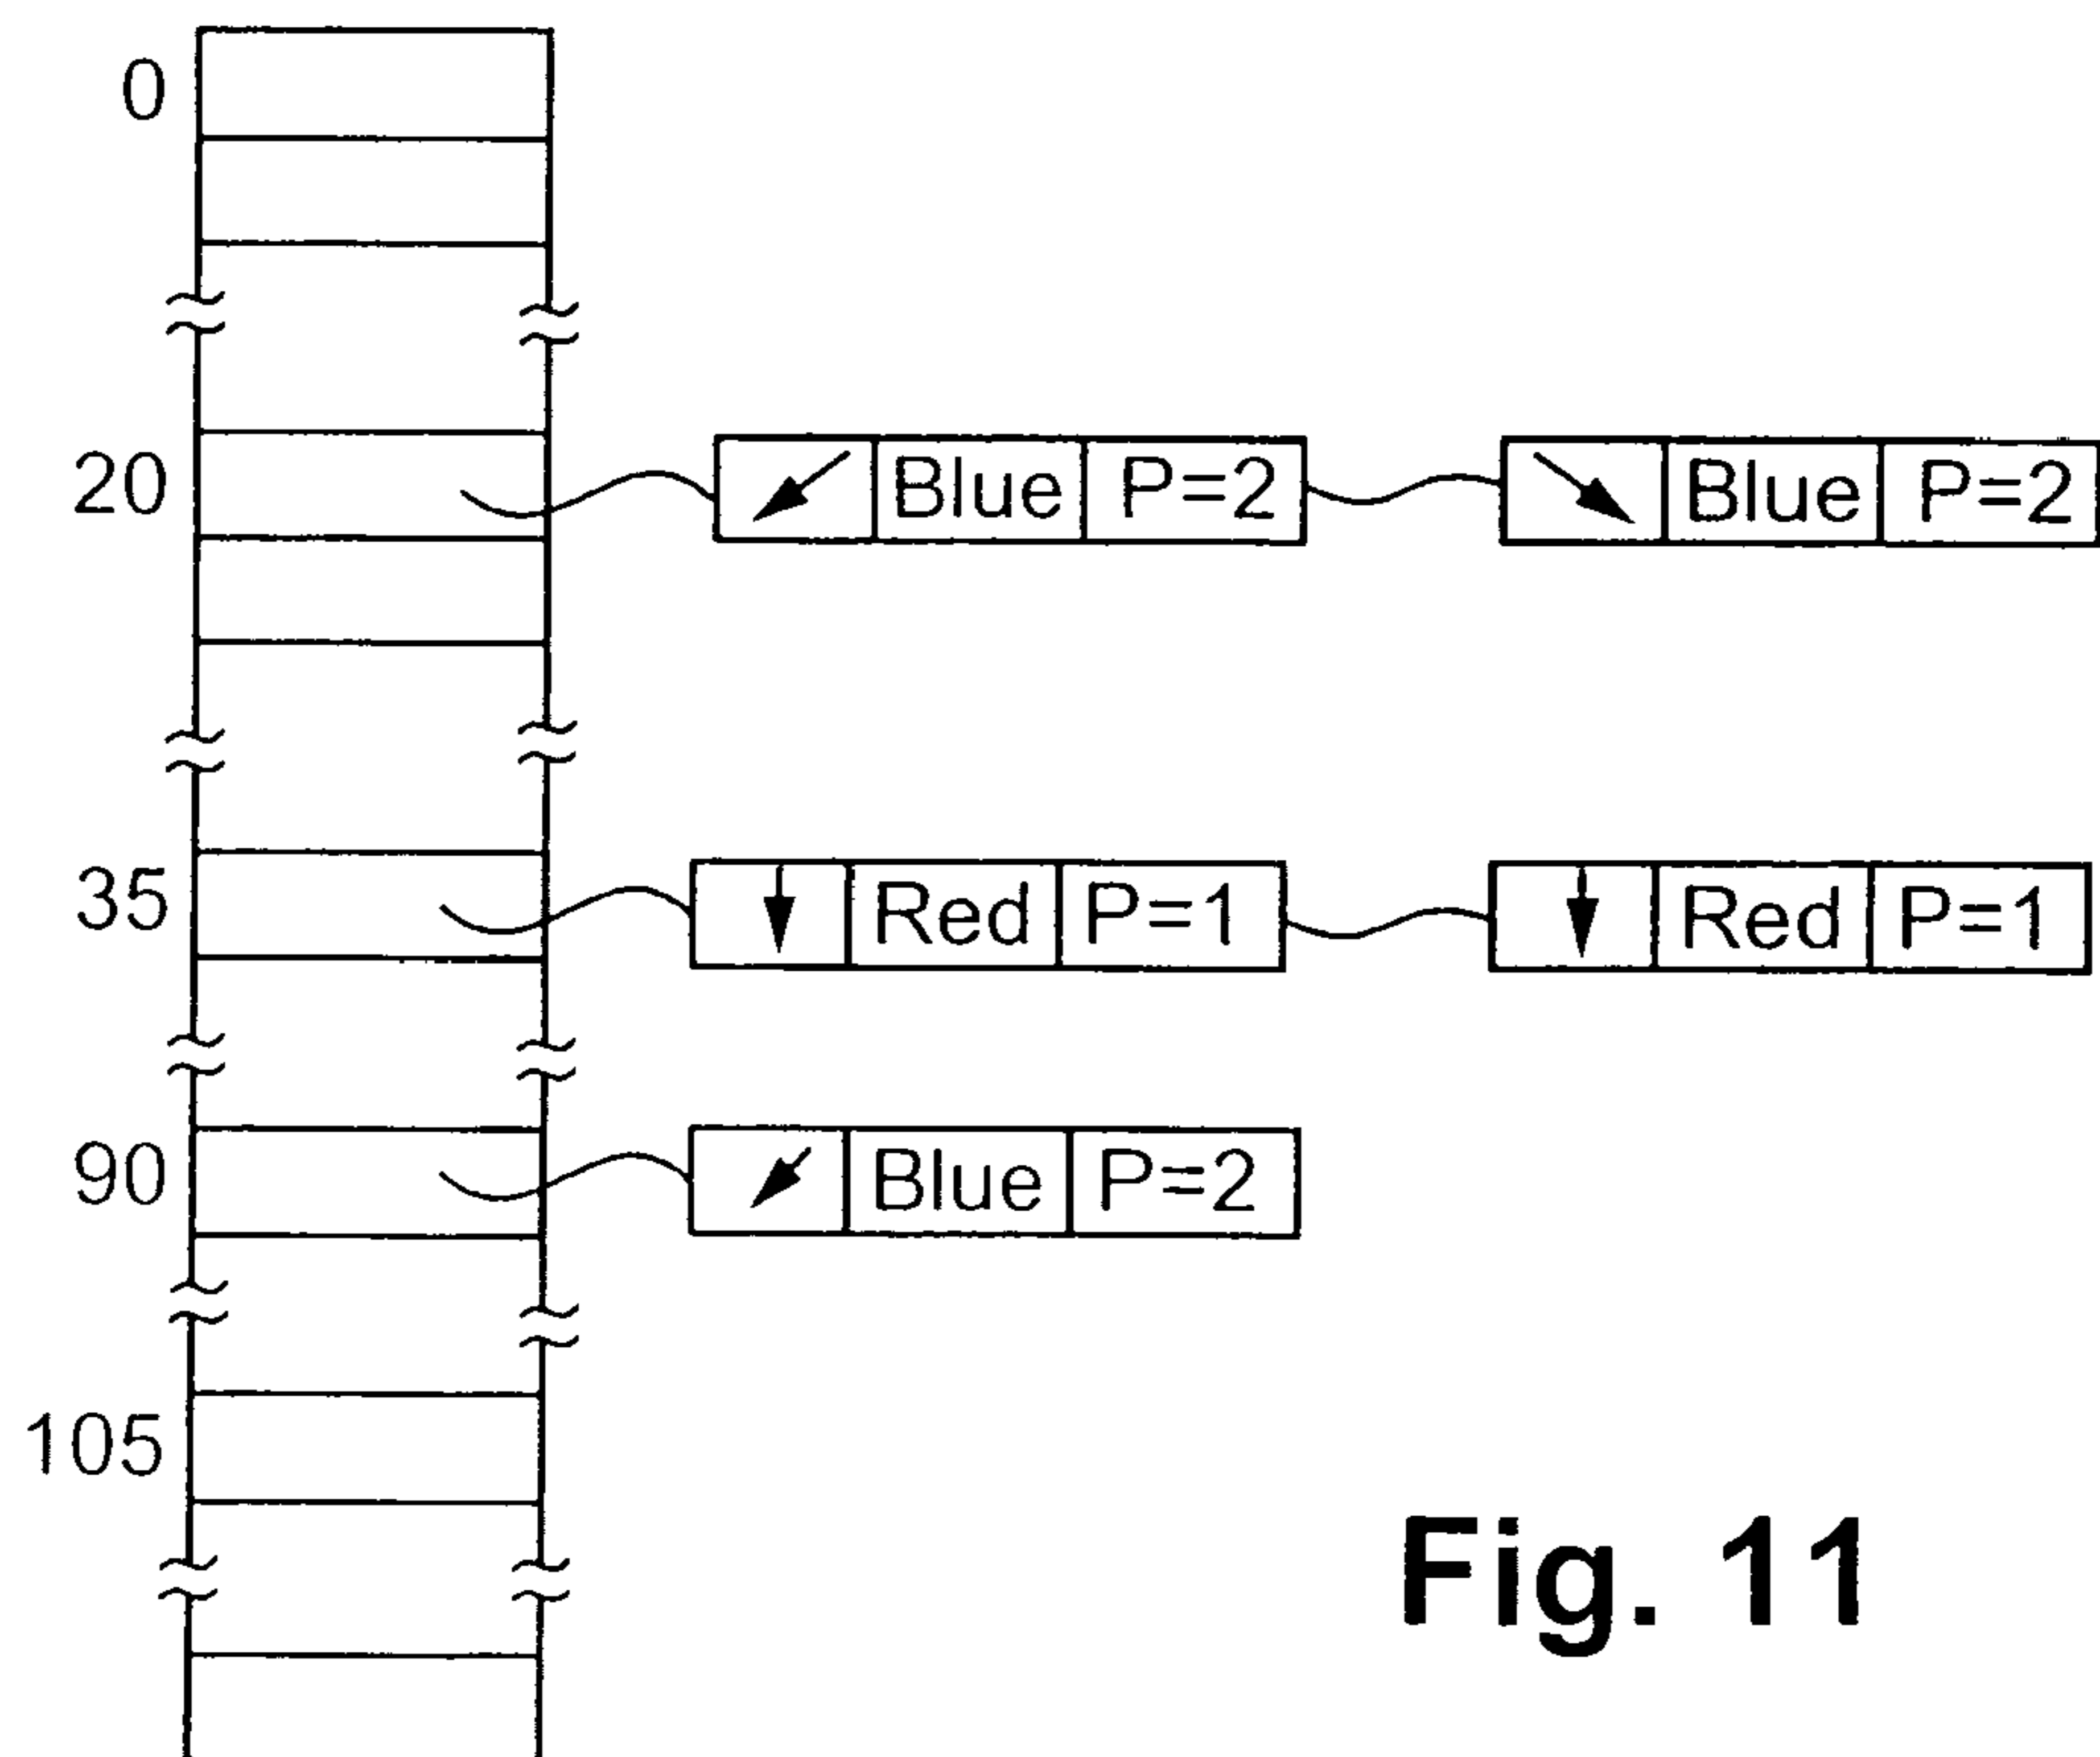 0
20 Blue P=2 Blue P=2
35 Red P=1 Red P=1
90 Blue P=2
105
Fig. 11